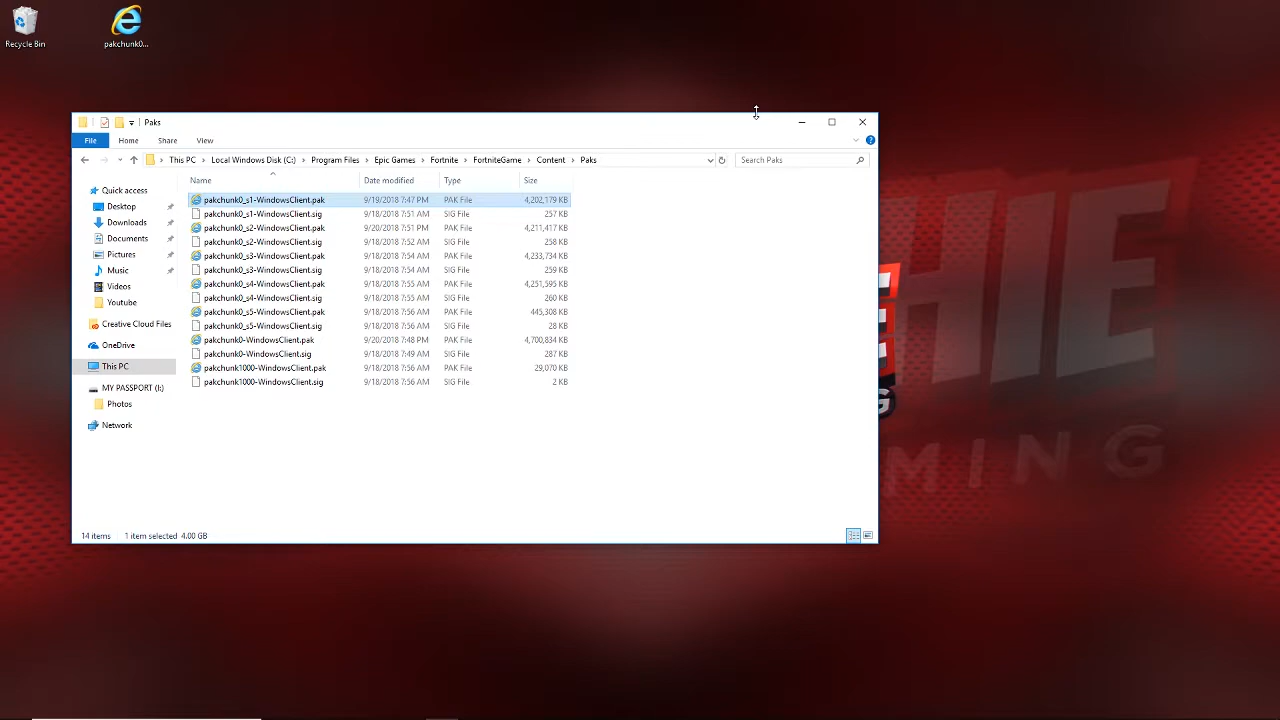 Recycle Bin
pakchunk0...
Paks
File Home Share View
This PC Local Windows Disk (C:) Program Files Epic Games Fortnite FortniteGame Content Paks
Search Paks
Name Date modified Type Size
Quick access
Desktop
Downloads
Documents
Pictures
Music
Videos
Youtube
Creative Cloud Files
OneDrive
This PC
MY PASSPORT (I:)
Photos
Network
pakchunk0_s1-WindowsClient.pak 9/19/2018 7:47 PM PAK File 4,202,179 KB
pakchunk0_s1-WindowsClient.sig 9/18/2018 7:51 AM SIG File 257 KB
pakchunk0_s2-WindowsClient.pak 9/20/2018 7:51 PM PAK File 4,211,417 KB
pakchunk0_s2-WindowsClient.sig 9/18/2018 7:52 AM SIG File 258 KB
pakchunk0_s3-WindowsClient.pak 9/18/2018 7:54 AM PAK File 4,233,734 KB
pakchunk0_s3-WindowsClient.sig 9/18/2018 7:54 AM SIG File 259 KB
pakchunk0_s4-WindowsClient.pak 9/18/2018 7:55 AM PAK File 4,251,595 KB
pakchunk0_s4-WindowsClient.sig 9/18/2018 7:55 AM SIG File 260 KB
pakchunk0_s5-WindowsClient.pak 9/18/2018 7:56 AM PAK File 445,308 KB
pakchunk0_s5-WindowsClient.sig 9/18/2018 7:56 AM SIG File 28 KB
pakchunk0-WindowsClient.pak 9/20/2018 7:48 PM PAK File 4,700,834 KB
pakchunk0-WindowsClient.sig 9/18/2018 7:49 AM SIG File 287 KB
pakchunk1000-WindowsClient.pak 9/18/2018 7:56 AM PAK File 29,070 KB
pakchunk1000-WindowsClient.sig 9/18/2018 7:56 AM SIG File 2 KB
14 items 1 item selected 4.00 GB
HIE
MING